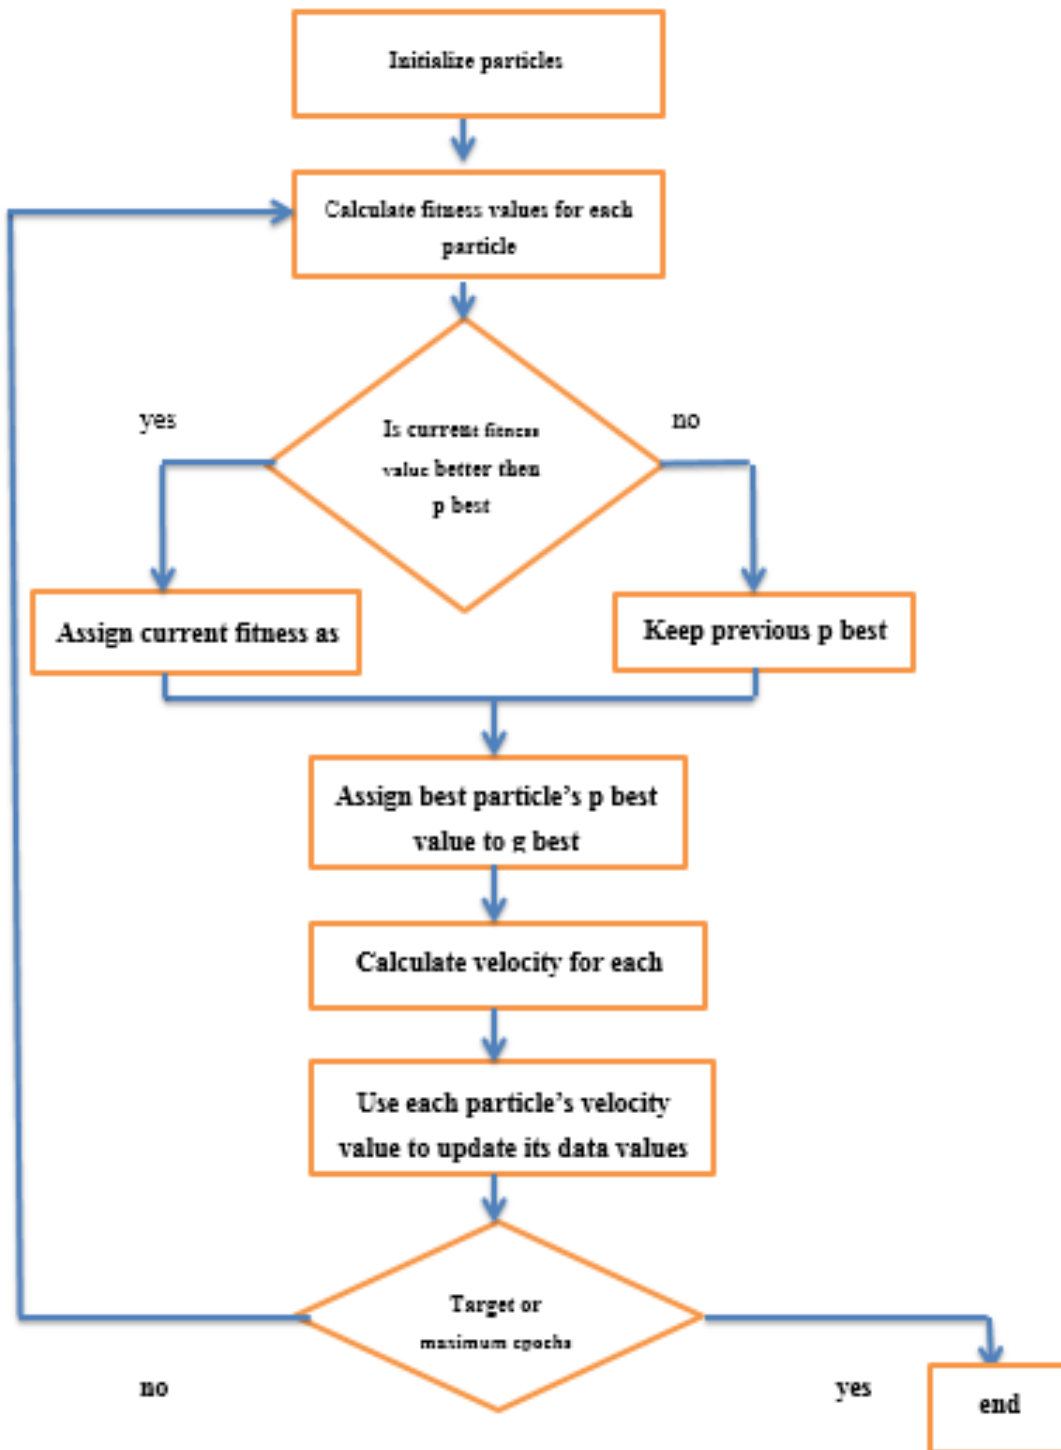 Initialize particles
Calculate fitness values for each
particle
yes
no
Is current fitness
value better then
p best
Assign current fitness as
Keep previous p best
Assign best particle's p best
value to g best
Calculate velocity for each
Use each particle's velocity
value to update its data values
Target or
maximum epochs
no
yes
end